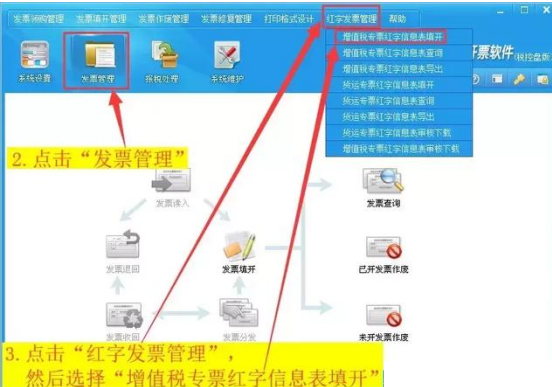 发票领购管理 发票填开管理 发票作废管理 发票修复管理 打印格式设计 红字发票管理 帮助
增值税专票红字信息表填开
开票软件(税控盘版)
增值税专票红字信息表查询
增值税专票红字信息表导出
货运专票红字信息表填开
货运专票红字信息表查询
货运专票红字信息表导出
货运专票红字信息表审核下载
增值税专票红字信息表审核下载
系统设置 发票管理 报税处理 系统维护
2.点击“发票管理”
发票读入 发票查询
发票退回 发票填开 已开发票作废
发票收回 发票分发 未开发票作废
3.点击“红字发票管理”,
然后选择“增值税专票红字信息表填开”